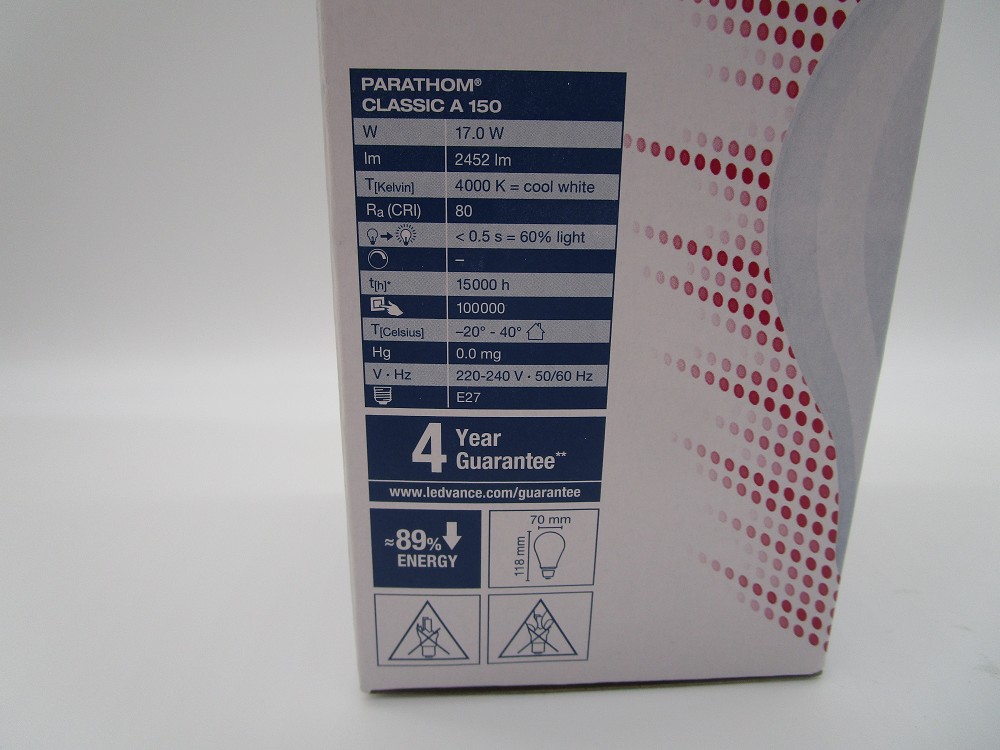 PARATHOM®
CLASSIC A 150
W 17.0 W
lm 2452 lm
T[Kelvin] 4000 K = cool white
Ra (CRI) 80
< 0.5 s = 60% light
–
t[h]* 15000 h
100000
T[Celsius] –20° - 40°
Hg 0.0 mg
V · Hz 220-240 V · 50/60 Hz
E27
4 Year
Guarantee**
www.ledvance.com/guarantee
≈89%
ENERGY
70 mm
118 mm